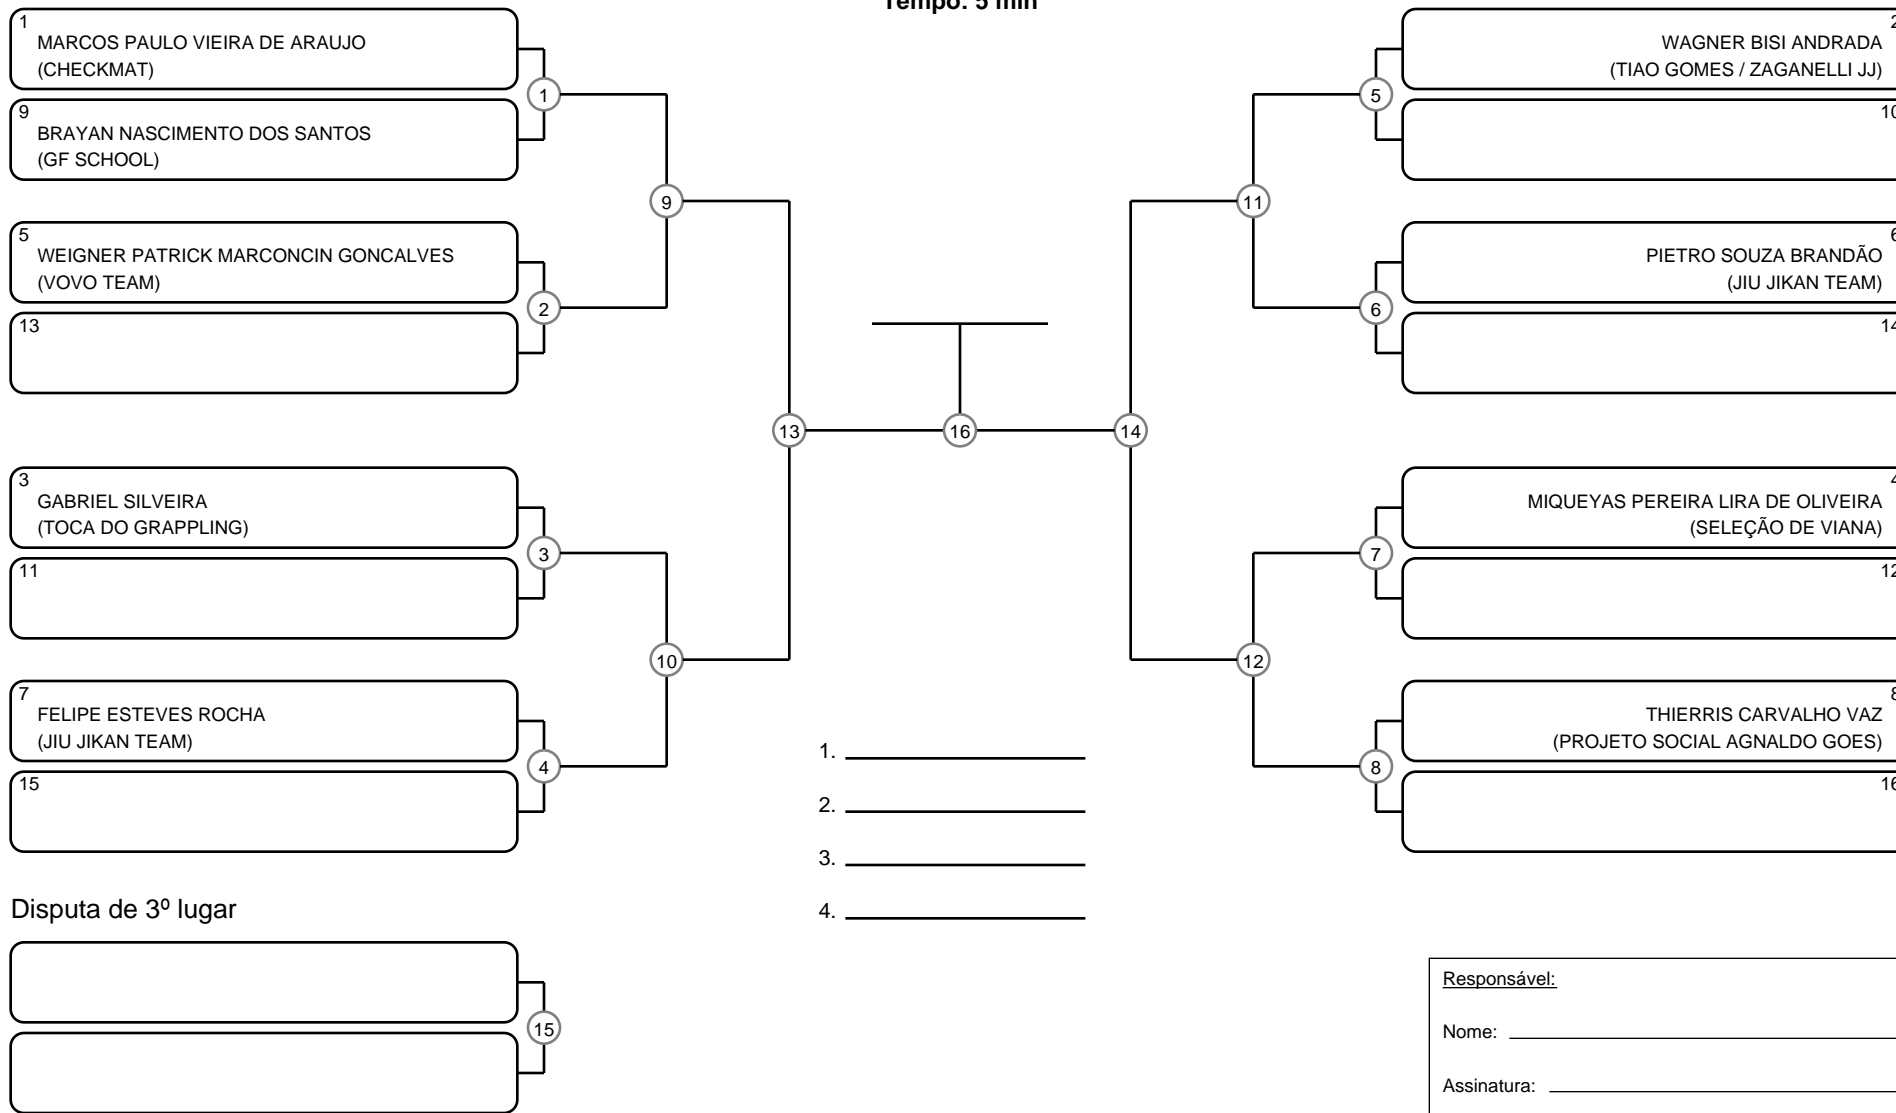 Tempo: 5 min
1
MARCOS PAULO VIEIRA DE ARAUJO
(CHECKMAT)
1
9
BRAYAN NASCIMENTO DOS SANTOS
(GF SCHOOL)
9
5
WEIGNER PATRICK MARCONCIN GONCALVES
(VOVO TEAM)
2
13
13
3
GABRIEL SILVEIRA
(TOCA DO GRAPPLING)
3
11
10
7
FELIPE ESTEVES ROCHA
(JIU JIKAN TEAM)
4
15
16
2
WAGNER BISI ANDRADA
(TIAO GOMES / ZAGANELLI JJ)
5
10
11
6
PIETRO SOUZA BRANDÃO
(JIU JIKAN TEAM)
6
14
14
4
MIQUEYAS PEREIRA LIRA DE OLIVEIRA
(SELEÇÃO DE VIANA)
7
12
12
8
THIERRIS CARVALHO VAZ
(PROJETO SOCIAL AGNALDO GOES)
8
16
1.
2.
3.
4.
Disputa de 3º lugar
15
Responsável:
Nome:
Assinatura: